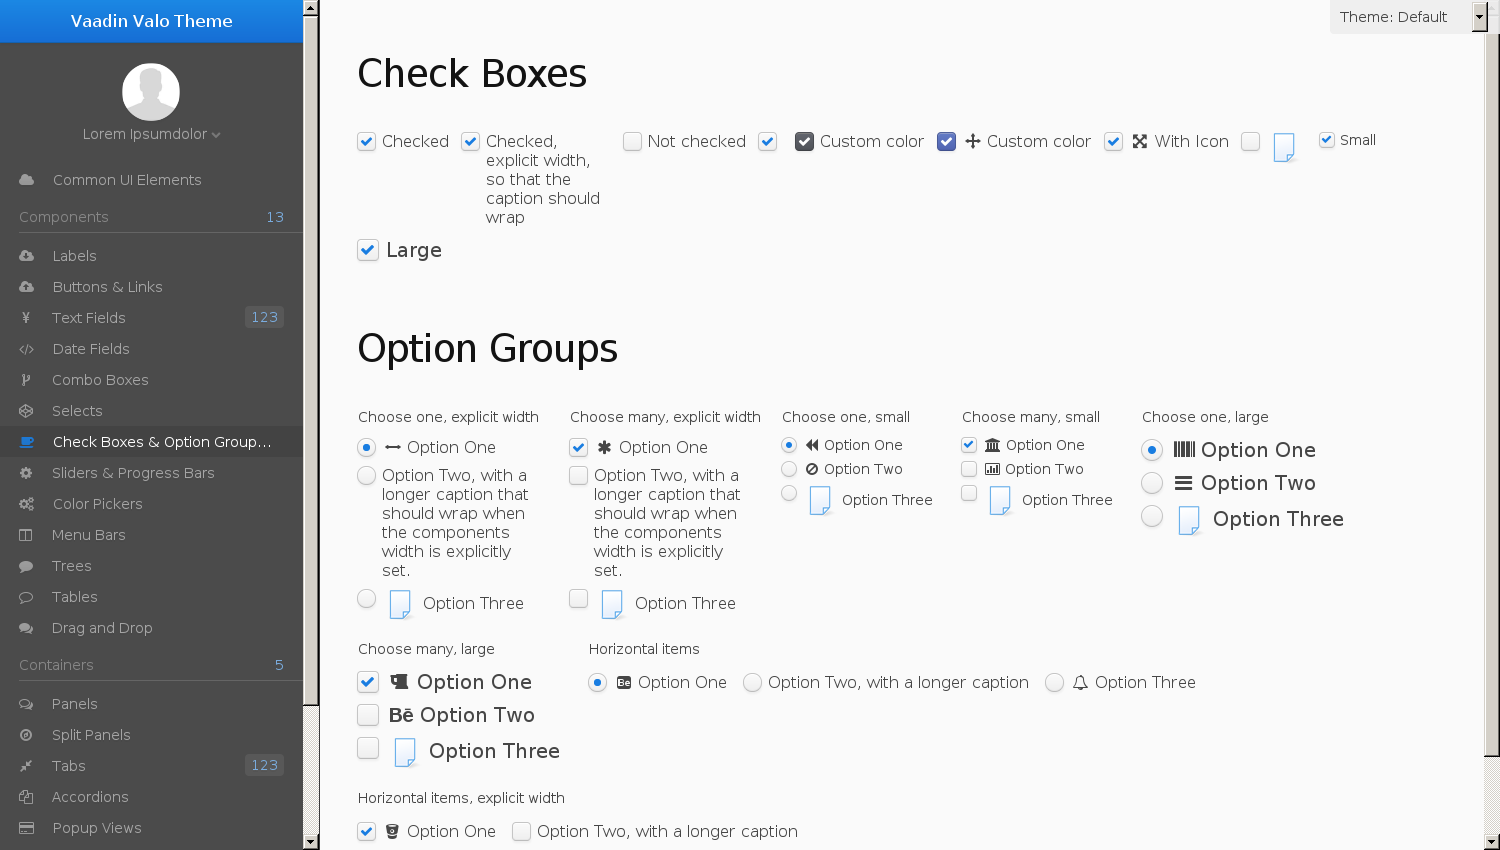 Vaadin Valo Theme
Lorem Ipsumdolor
Common UI Elements
Components 13
Labels
Buttons & Links
Text Fields 123
Date Fields
Combo Boxes
Selects
Check Boxes & Option Group...
Sliders & Progress Bars
Color Pickers
Menu Bars
Trees
Tables
Drag and Drop
Containers 5
Panels
Split Panels
Tabs 123
Accordions
Popup Views
Theme: Default
Check Boxes
Checked
Checked,
explicit width,
so that the
caption should
wrap
Not checked
Custom color
Custom color
With Icon
Small
Large
Option Groups
Choose one, explicit width
Option One
Option Two, with a
longer caption that
should wrap when
the components
width is explicitly
set.
Option Three
Choose many, explicit width
Option One
Option Two, with a
longer caption that
should wrap when
the components
width is explicitly
set.
Option Three
Choose one, small
Option One
Option Two
Option Three
Choose many, small
Option One
Option Two
Option Three
Choose one, large
Option One
Option Two
Option Three
Choose many, large
Option One
Bē Option Two
Option Three
Horizontal items
Be Option One
Option Two, with a longer caption
Option Three
Horizontal items, explicit width
Option One
Option Two, with a longer caption